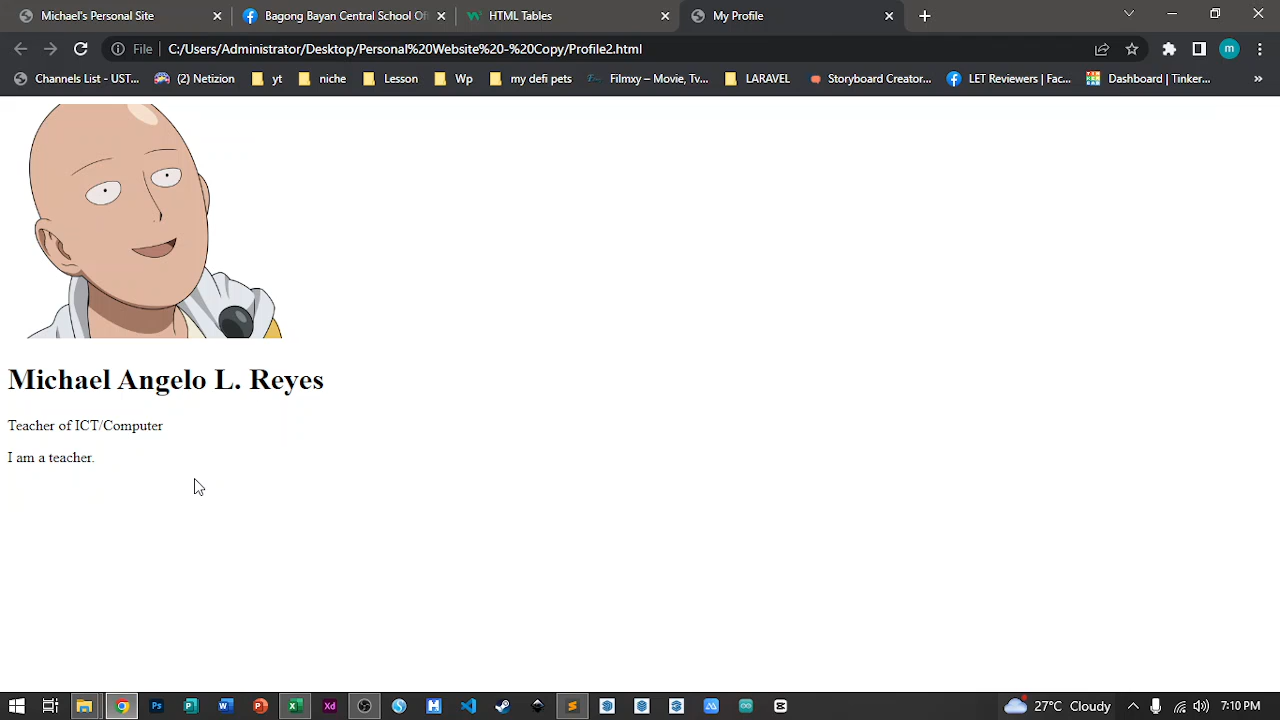 Michael's Personal Site
Bagong Bayan Central School Of
HTML Tables
My Profile
File
C:/Users/Administrator/Desktop/Personal%20Website%20-%20Copy/Profile2.html
m
Channels List - UST...
(2) Netizion
yt
niche
Lesson
Wp
my defi pets
Filmxy – Movie, Tv...
LARAVEL
Storyboard Creator...
LET Reviewers | Fac...
Dashboard | Tinker...
»
Michael Angelo L. Reyes
Teacher of ICT/Computer
I am a teacher.
27°C Cloudy
7:10 PM